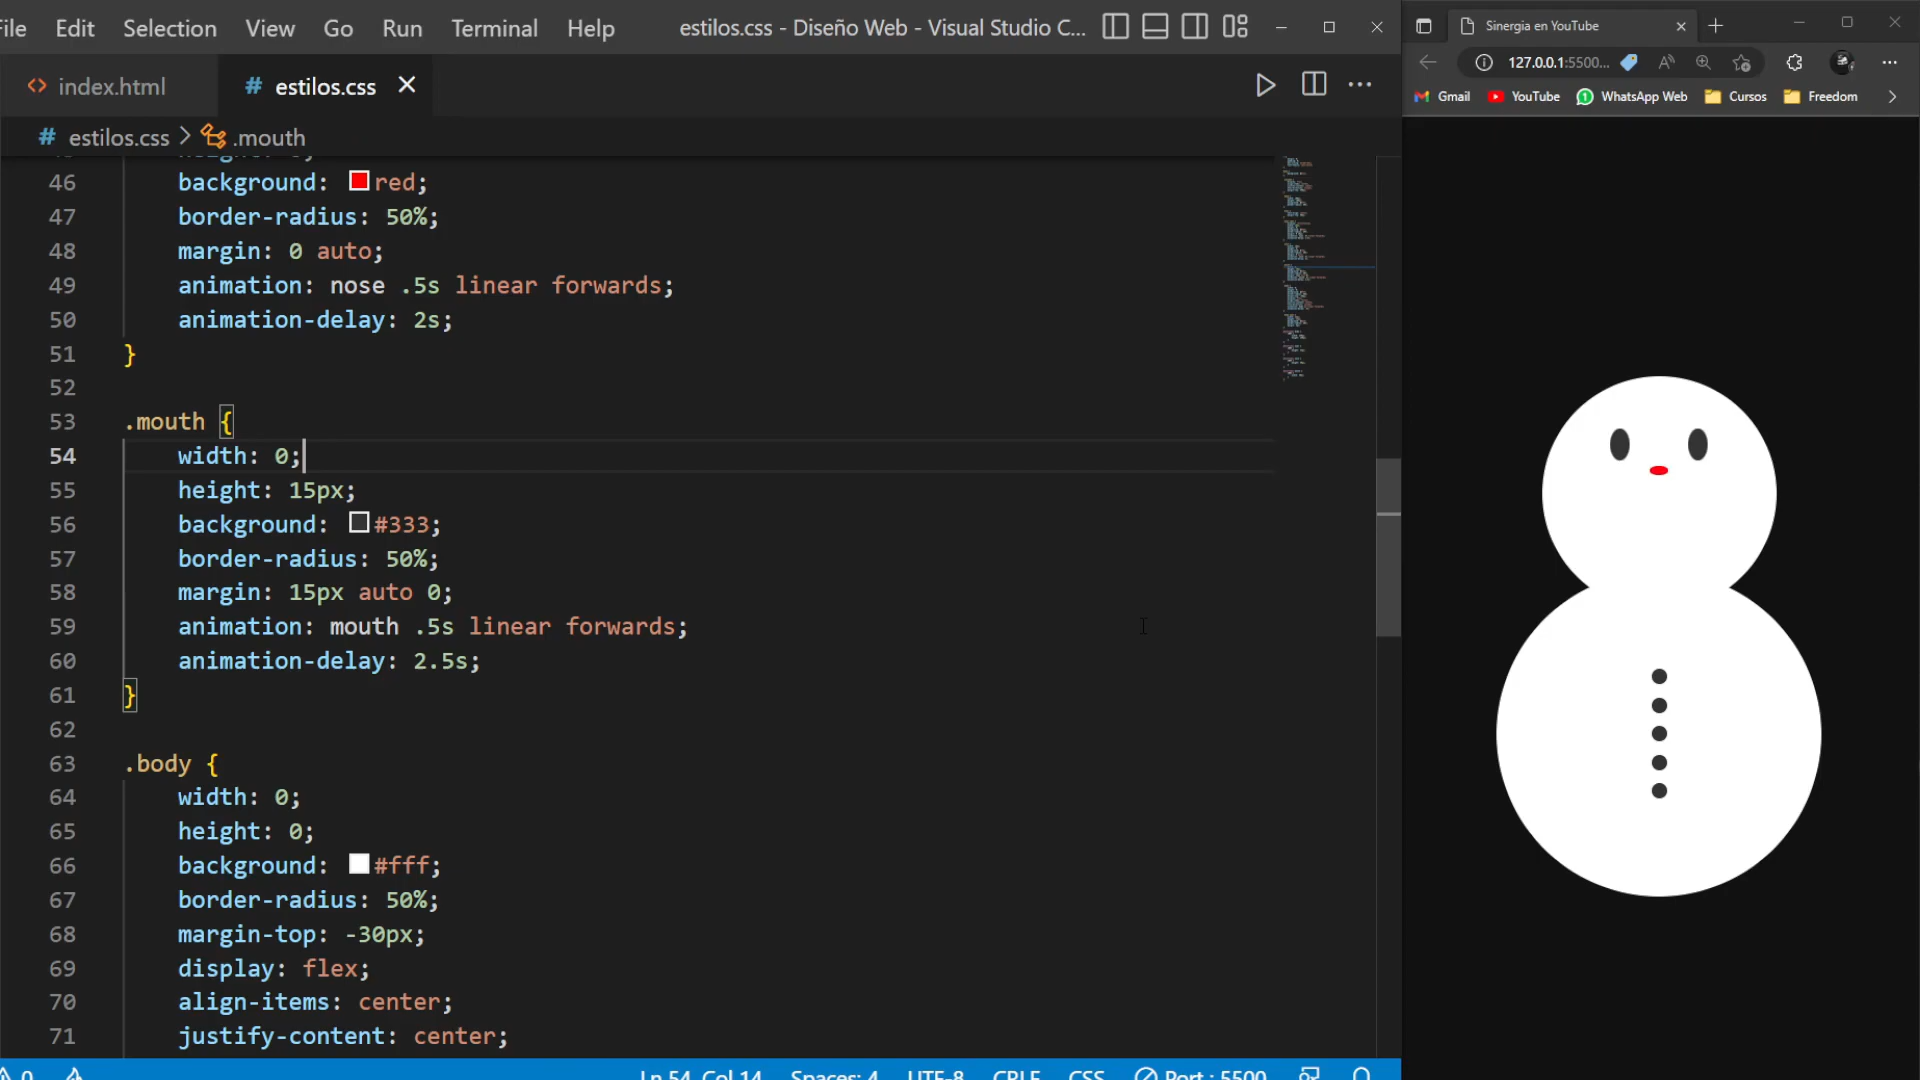 File Edit Selection View Go Run Terminal Help estilos.css - Diseño Web - Visual Studio C...
index.html # estilos.css
# estilos.css > .mouth
46 background: red;
47 border-radius: 50%;
48 margin: 0 auto;
49 animation: nose .5s linear forwards;
50 animation-delay: 2s;
51 }
52
53 .mouth {
54 width: 0;
55 height: 15px;
56 background: #333;
57 border-radius: 50%;
58 margin: 15px auto 0;
59 animation: mouth .5s linear forwards;
60 animation-delay: 2.5s;
61 }
62
63 .body {
64 width: 0;
65 height: 0;
66 background: #fff;
67 border-radius: 50%;
68 margin-top: -30px;
69 display: flex;
70 align-items: center;
71 justify-content: center;
0 Ln 54, Col 14 Spaces: 4 UTF-8 CRLF CSS Port : 5500
Sinergia en YouTube
127.0.0.1:5500...
Gmail YouTube WhatsApp Web Cursos Freedom